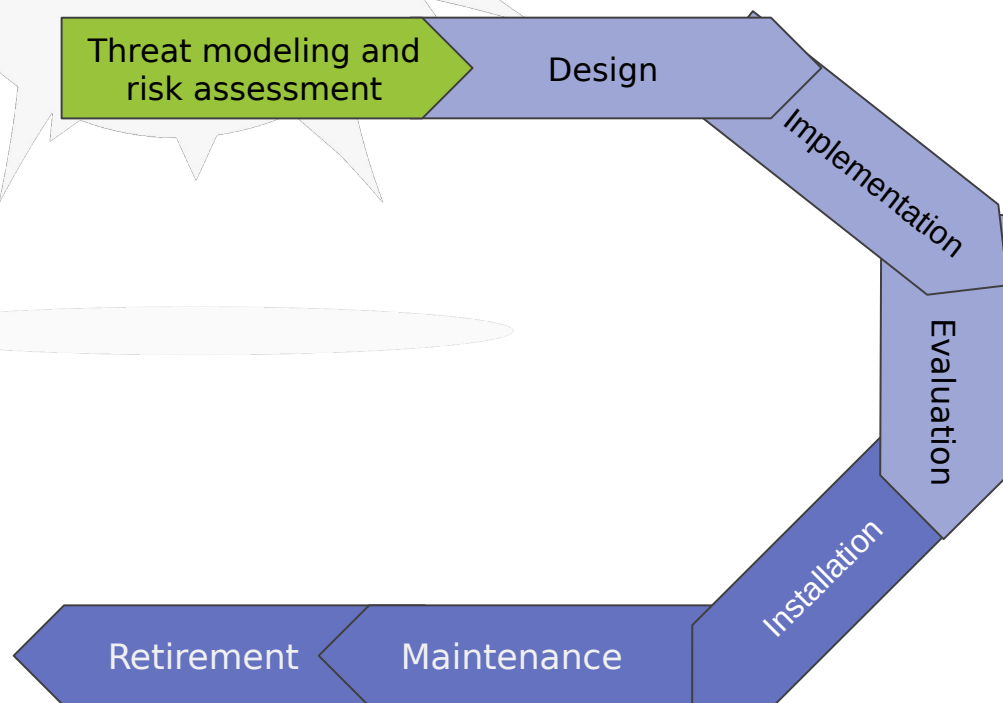 Threat modeling and
risk assessment
Design
Implementation
Evaluation
Installation
Maintenance
Retirement